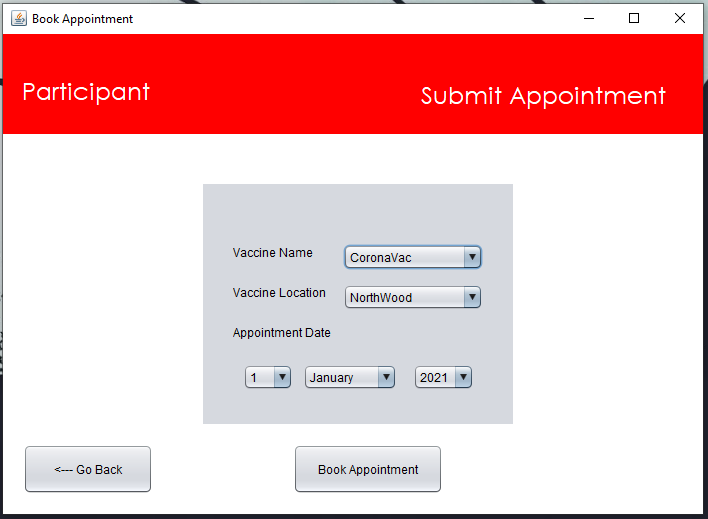 Book Appointment
Participant
Submit Appointment
Vaccine Name CoronaVac
Vaccine Location NorthWood
Appointment Date
1 January 2021
<--- Go Back Book Appointment